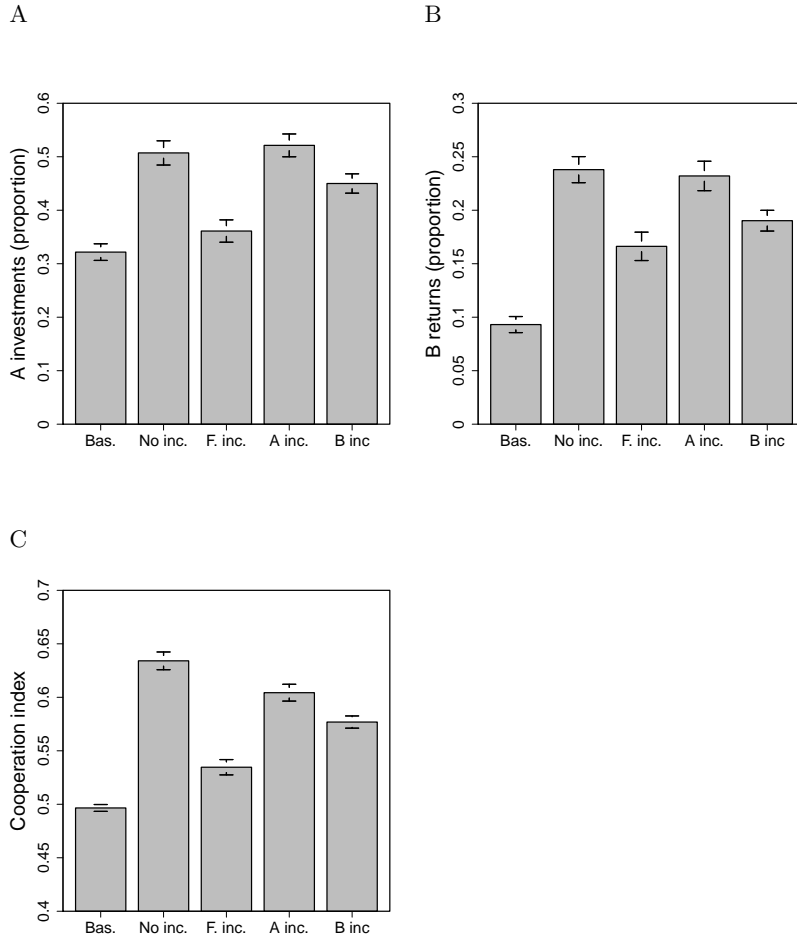 A
A investments (proportion)
0.6
0.5
0.4
0.3
0.2
0.1
0
Bas. No inc. F. inc. A inc. B inc
B
B returns (proportion)
0.3
0.25
0.2
0.15
0.1
0.05
0
Bas. No inc. F. inc. A inc. B inc
C
Cooperation index
0.7
0.65
0.6
0.55
0.5
0.45
0.4
Bas. No inc. F. inc. A inc. B inc